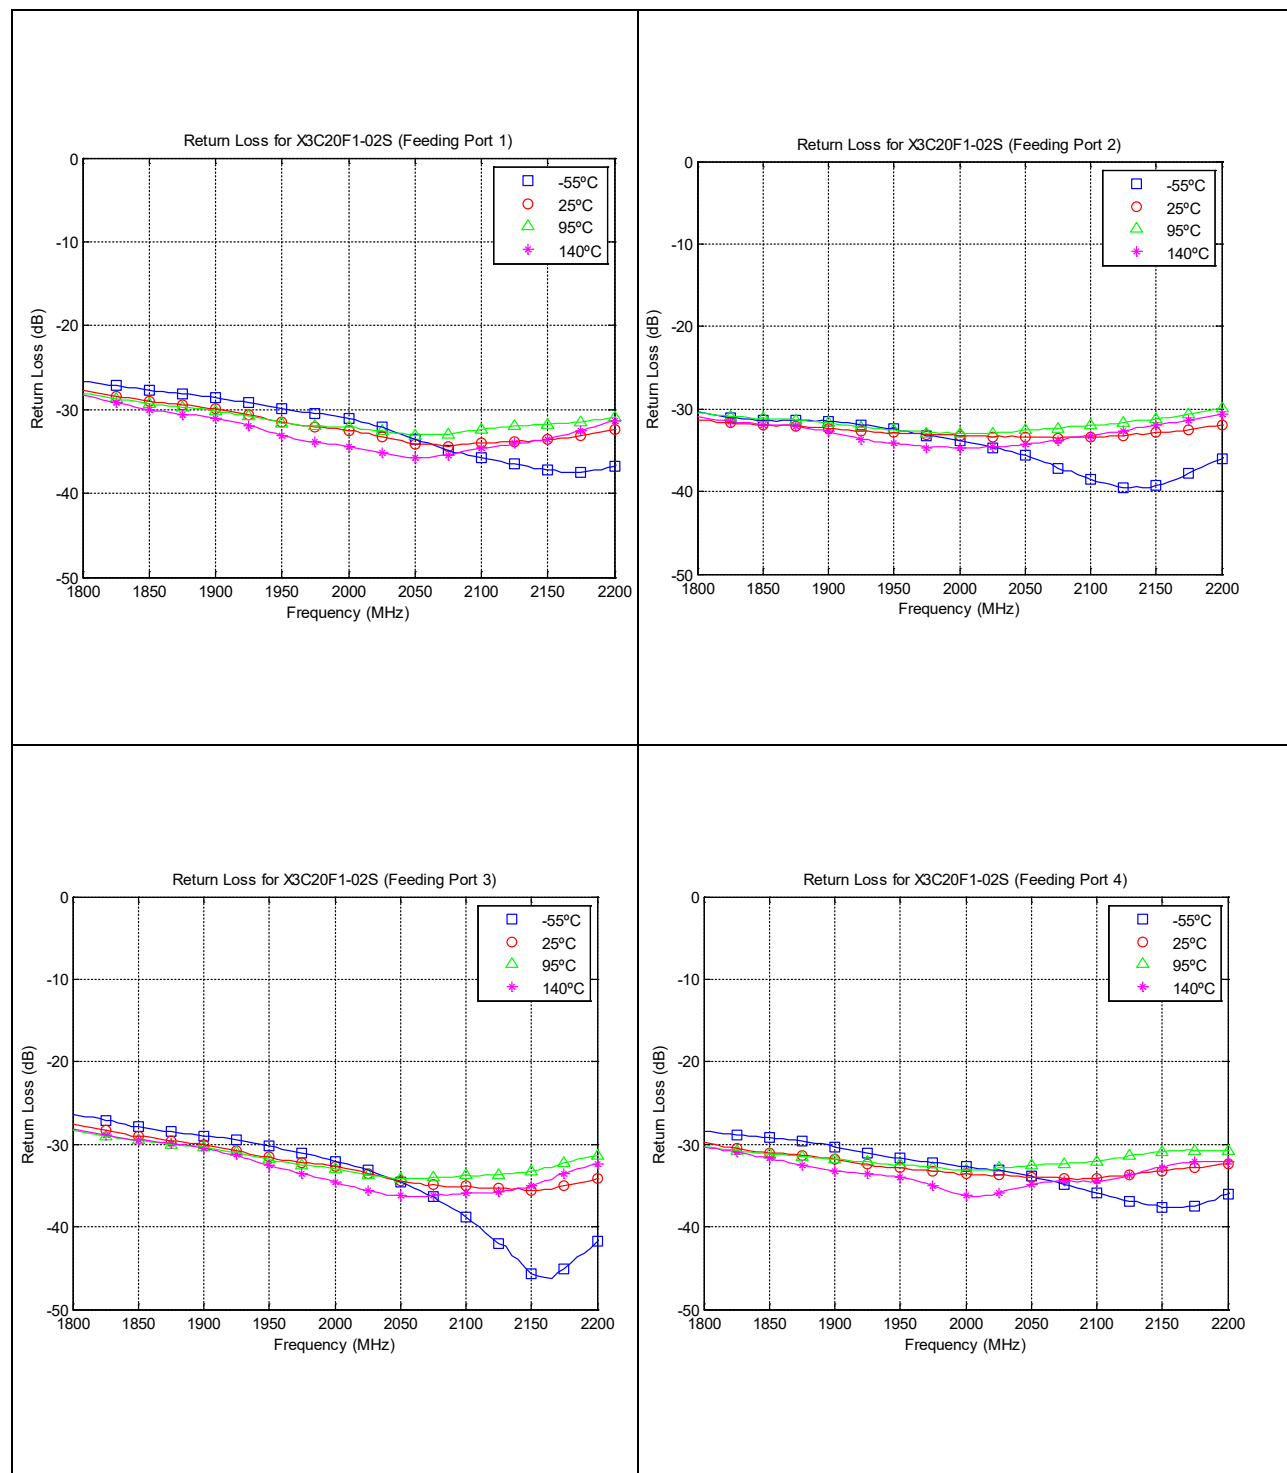 Return Loss for X3C20F1-02S (Feeding Port 1)
0
-10
-20
-30
-40
-50
Return Loss (dB)
-55ºC
25ºC
95ºC
140ºC
1800 1850 1900 1950 2000 2050 2100 2150 2200
Frequency (MHz)
Return Loss for X3C20F1-02S (Feeding Port 2)
0
-10
-20
-30
-40
-50
Return Loss (dB)
-55ºC
25ºC
95ºC
140ºC
1800 1850 1900 1950 2000 2050 2100 2150 2200
Frequency (MHz)
Return Loss for X3C20F1-02S (Feeding Port 3)
0
-10
-20
-30
-40
-50
Return Loss (dB)
-55ºC
25ºC
95ºC
140ºC
1800 1850 1900 1950 2000 2050 2100 2150 2200
Frequency (MHz)
Return Loss for X3C20F1-02S (Feeding Port 4)
0
-10
-20
-30
-40
-50
Return Loss (dB)
-55ºC
25ºC
95ºC
140ºC
1800 1850 1900 1950 2000 2050 2100 2150 2200
Frequency (MHz)